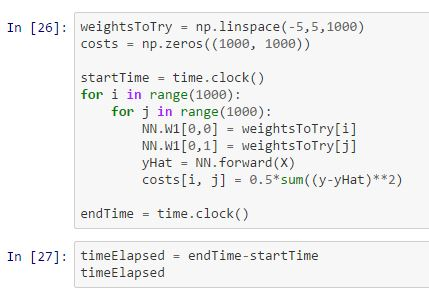 In [26]: weightsToTry = np.linspace(-5,5,1000)
costs = np.zeros((1000, 1000))

startTime = time.clock()
for i in range(1000):
    for j in range(1000):
        NN.W1[0,0] = weightsToTry[i]
        NN.W1[0,1] = weightsToTry[j]
        yHat = NN.forward(X)
        costs[i, j] = 0.5*sum((y-yHat)**2)

endTime = time.clock()
In [27]: timeElapsed = endTime-startTime
timeElapsed